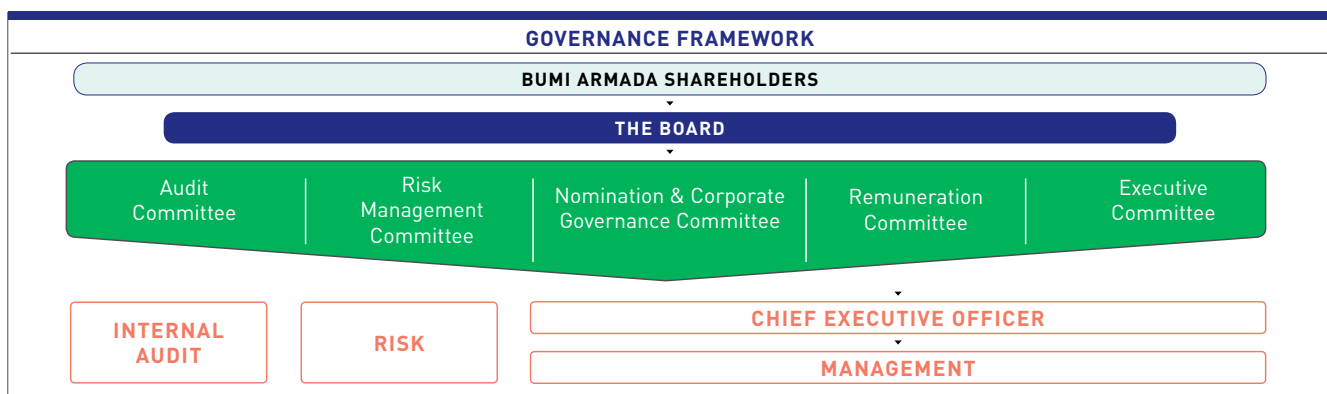 GOVERNANCE FRAMEWORK
BUMI ARMADA SHAREHOLDERS
THE BOARD
Audit
Committee
Risk
Management
Committee
Nomination & Corporate
Governance Committee
Remuneration
Committee
Executive
Committee
INTERNAL
AUDIT
RISK
CHIEF EXECUTIVE OFFICER
MANAGEMENT